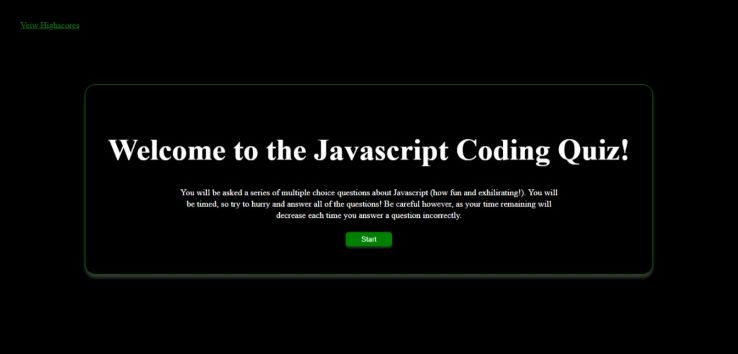 Veiw Highscores
Welcome to the Javascript Coding Quiz!
You will be asked a series of multiple choice questions about Javascript (how fun and exhilirating!). You will
be timed, so try to hurry and answer all of the questions! Be careful however, as your time remaining will
decrease each time you answer a question incorrectly.
Start